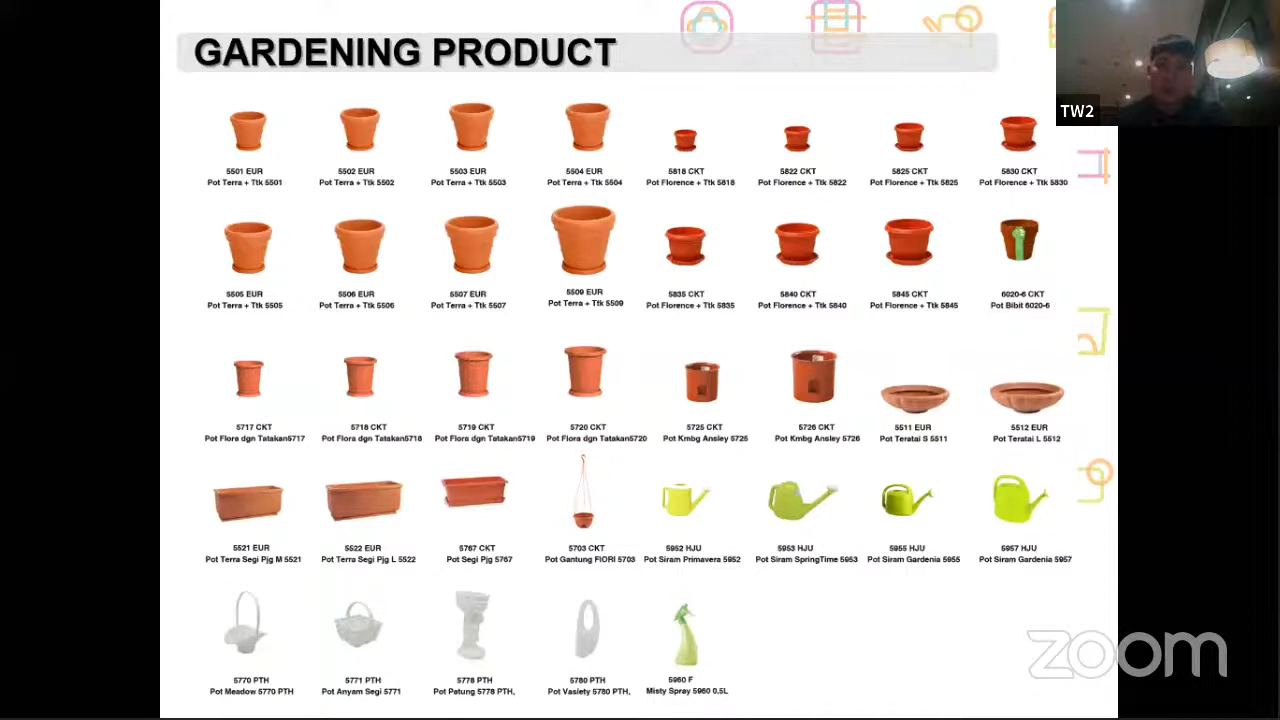 GARDENING PRODUCT
TW2
5501 EUR
Pot Terra + Ttk 5501
5502 EUR
Pot Terra + Ttk 5502
5503 EUR
Pot Terra + Ttk 5503
5504 EUR
Pot Terra + Ttk 5504
5818 CKT
Pot Florence + Ttk 5818
5822 CKT
Pot Florence + Ttk 5822
5825 CKT
Pot Florence + Ttk 5825
5830 CKT
Pot Florence + Ttk 5830
5505 EUR
Pot Terra + Ttk 5505
5506 EUR
Pot Terra + Ttk 5506
5507 EUR
Pot Terra + Ttk 5507
5509 EUR
Pot Terra + Ttk 5509
5835 CKT
Pot Florence + Ttk 5835
5840 CKT
Pot Florence + Ttk 5840
5845 CKT
Pot Florence + Ttk 5845
6020-6 CKT
Pot Bibit 6020-6
5717 CKT
Pot Flora dgn Tatakan5717
5718 CKT
Pot Flora dgn Tatakan5718
5719 CKT
Pot Flora dgn Tatakan5719
5720 CKT
Pot Flora dgn Tatakan5720
5725 CKT
Pot Kmbg Ansley 5725
5726 CKT
Pot Kmbg Ansley 5726
5511 EUR
Pot Teratai S 5511
5512 EUR
Pot Teratai L 5512
5521 EUR
Pot Terra Segi Pjg M 5521
5522 EUR
Pot Terra Segi Pjg L 5522
5767 CKT
Pot Segi Pjg 5767
5703 CKT
Pot Gantung FIORI 5703
5952 HJU
Pot Siram Primavera 5952
5953 HJU
Pot Siram SpringTime 5953
5955 HJU
Pot Siram Gardenia 5955
5957 HJU
Pot Siram Gardenia 5957
5770 PTH
Pot Meadow 5770 PTH
5771 PTH
Pot Anyam Segi 5771
5778 PTH
Pot Patung 5778 PTH,
5780 PTH
Pot Vasiety 5780 PTH,
5960 F
Misty Spray 5960 0,5L
zoom